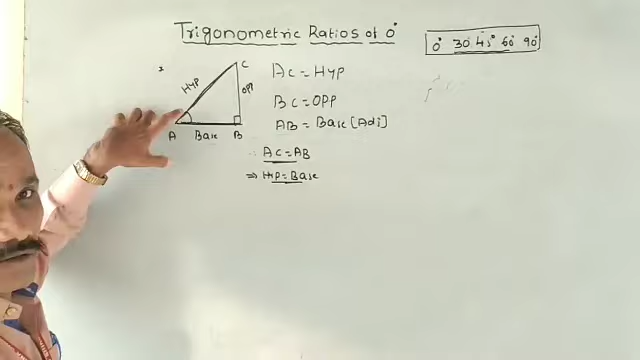 Trigonometric Ratios of 0°
0° 30° 45° 60° 90°
C
Hyp
OPP
A Base B
AC = Hyp
BC = OPP
AB = Base [Adj]
∴ AC = AB
⇒ Hyp = Base